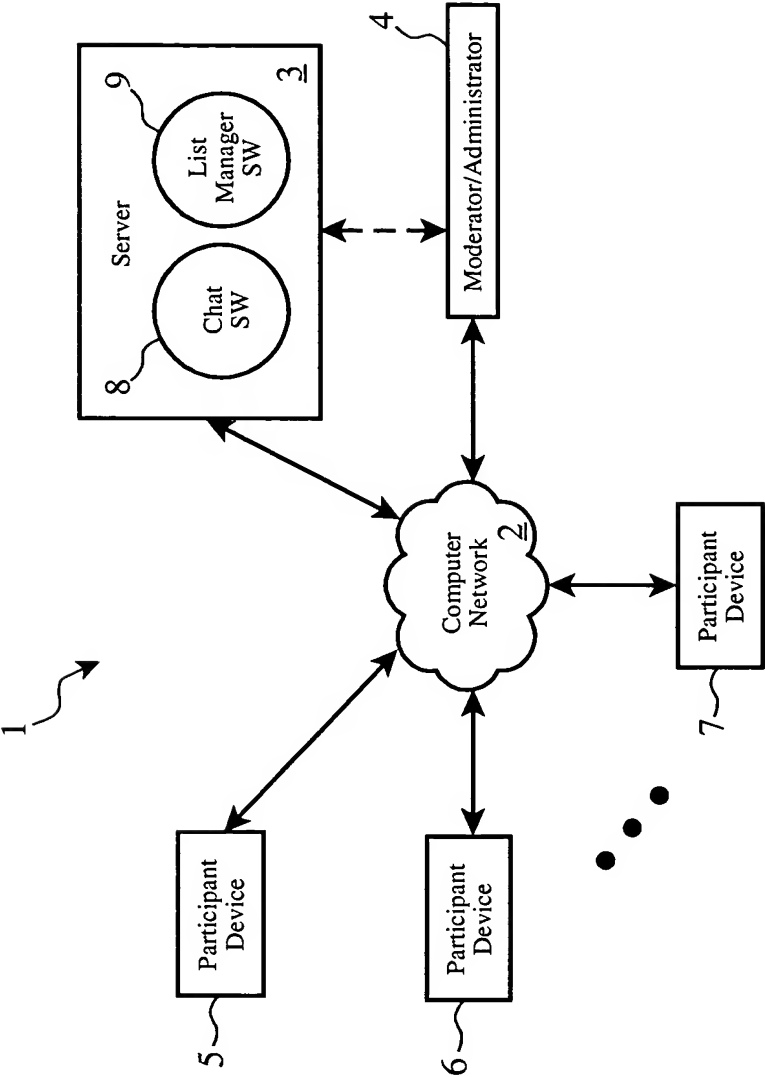 1
Server
3
8
Chat
SW
9
List
Manager
SW
4
Moderator/Administrator
Computer
Network
2
5
Participant
Device
6
Participant
Device
7
Participant
Device